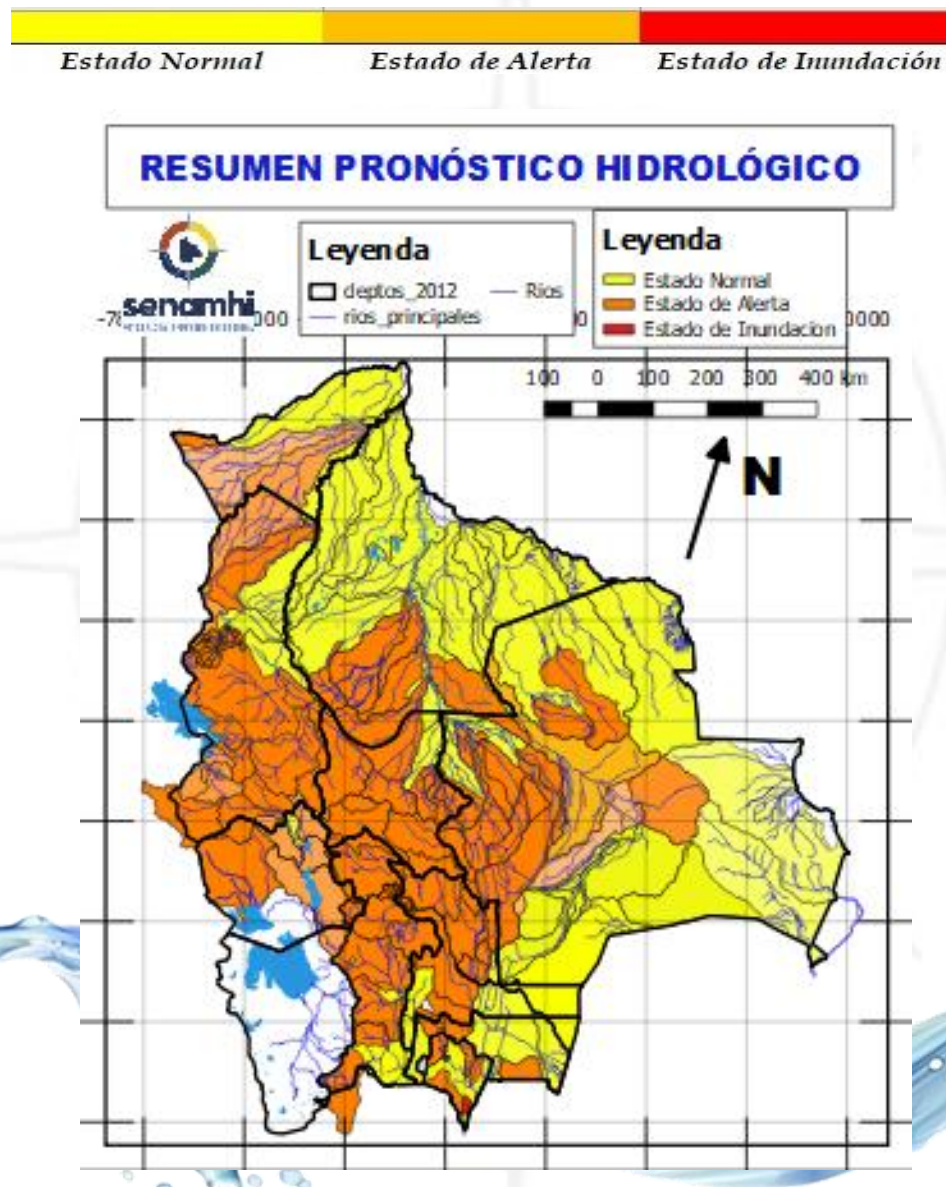 Estado Normal Estado de Alerta Estado de Inundación
RESUMEN PRONÓSTICO HIDROLÓGICO
senamhi
Leyenda
deptos_2012 Rios
rios_principales
Leyenda
Estado Normal
Estado de Alerta
Estado de Inundacion
100 0 100 200 300 400 km
N